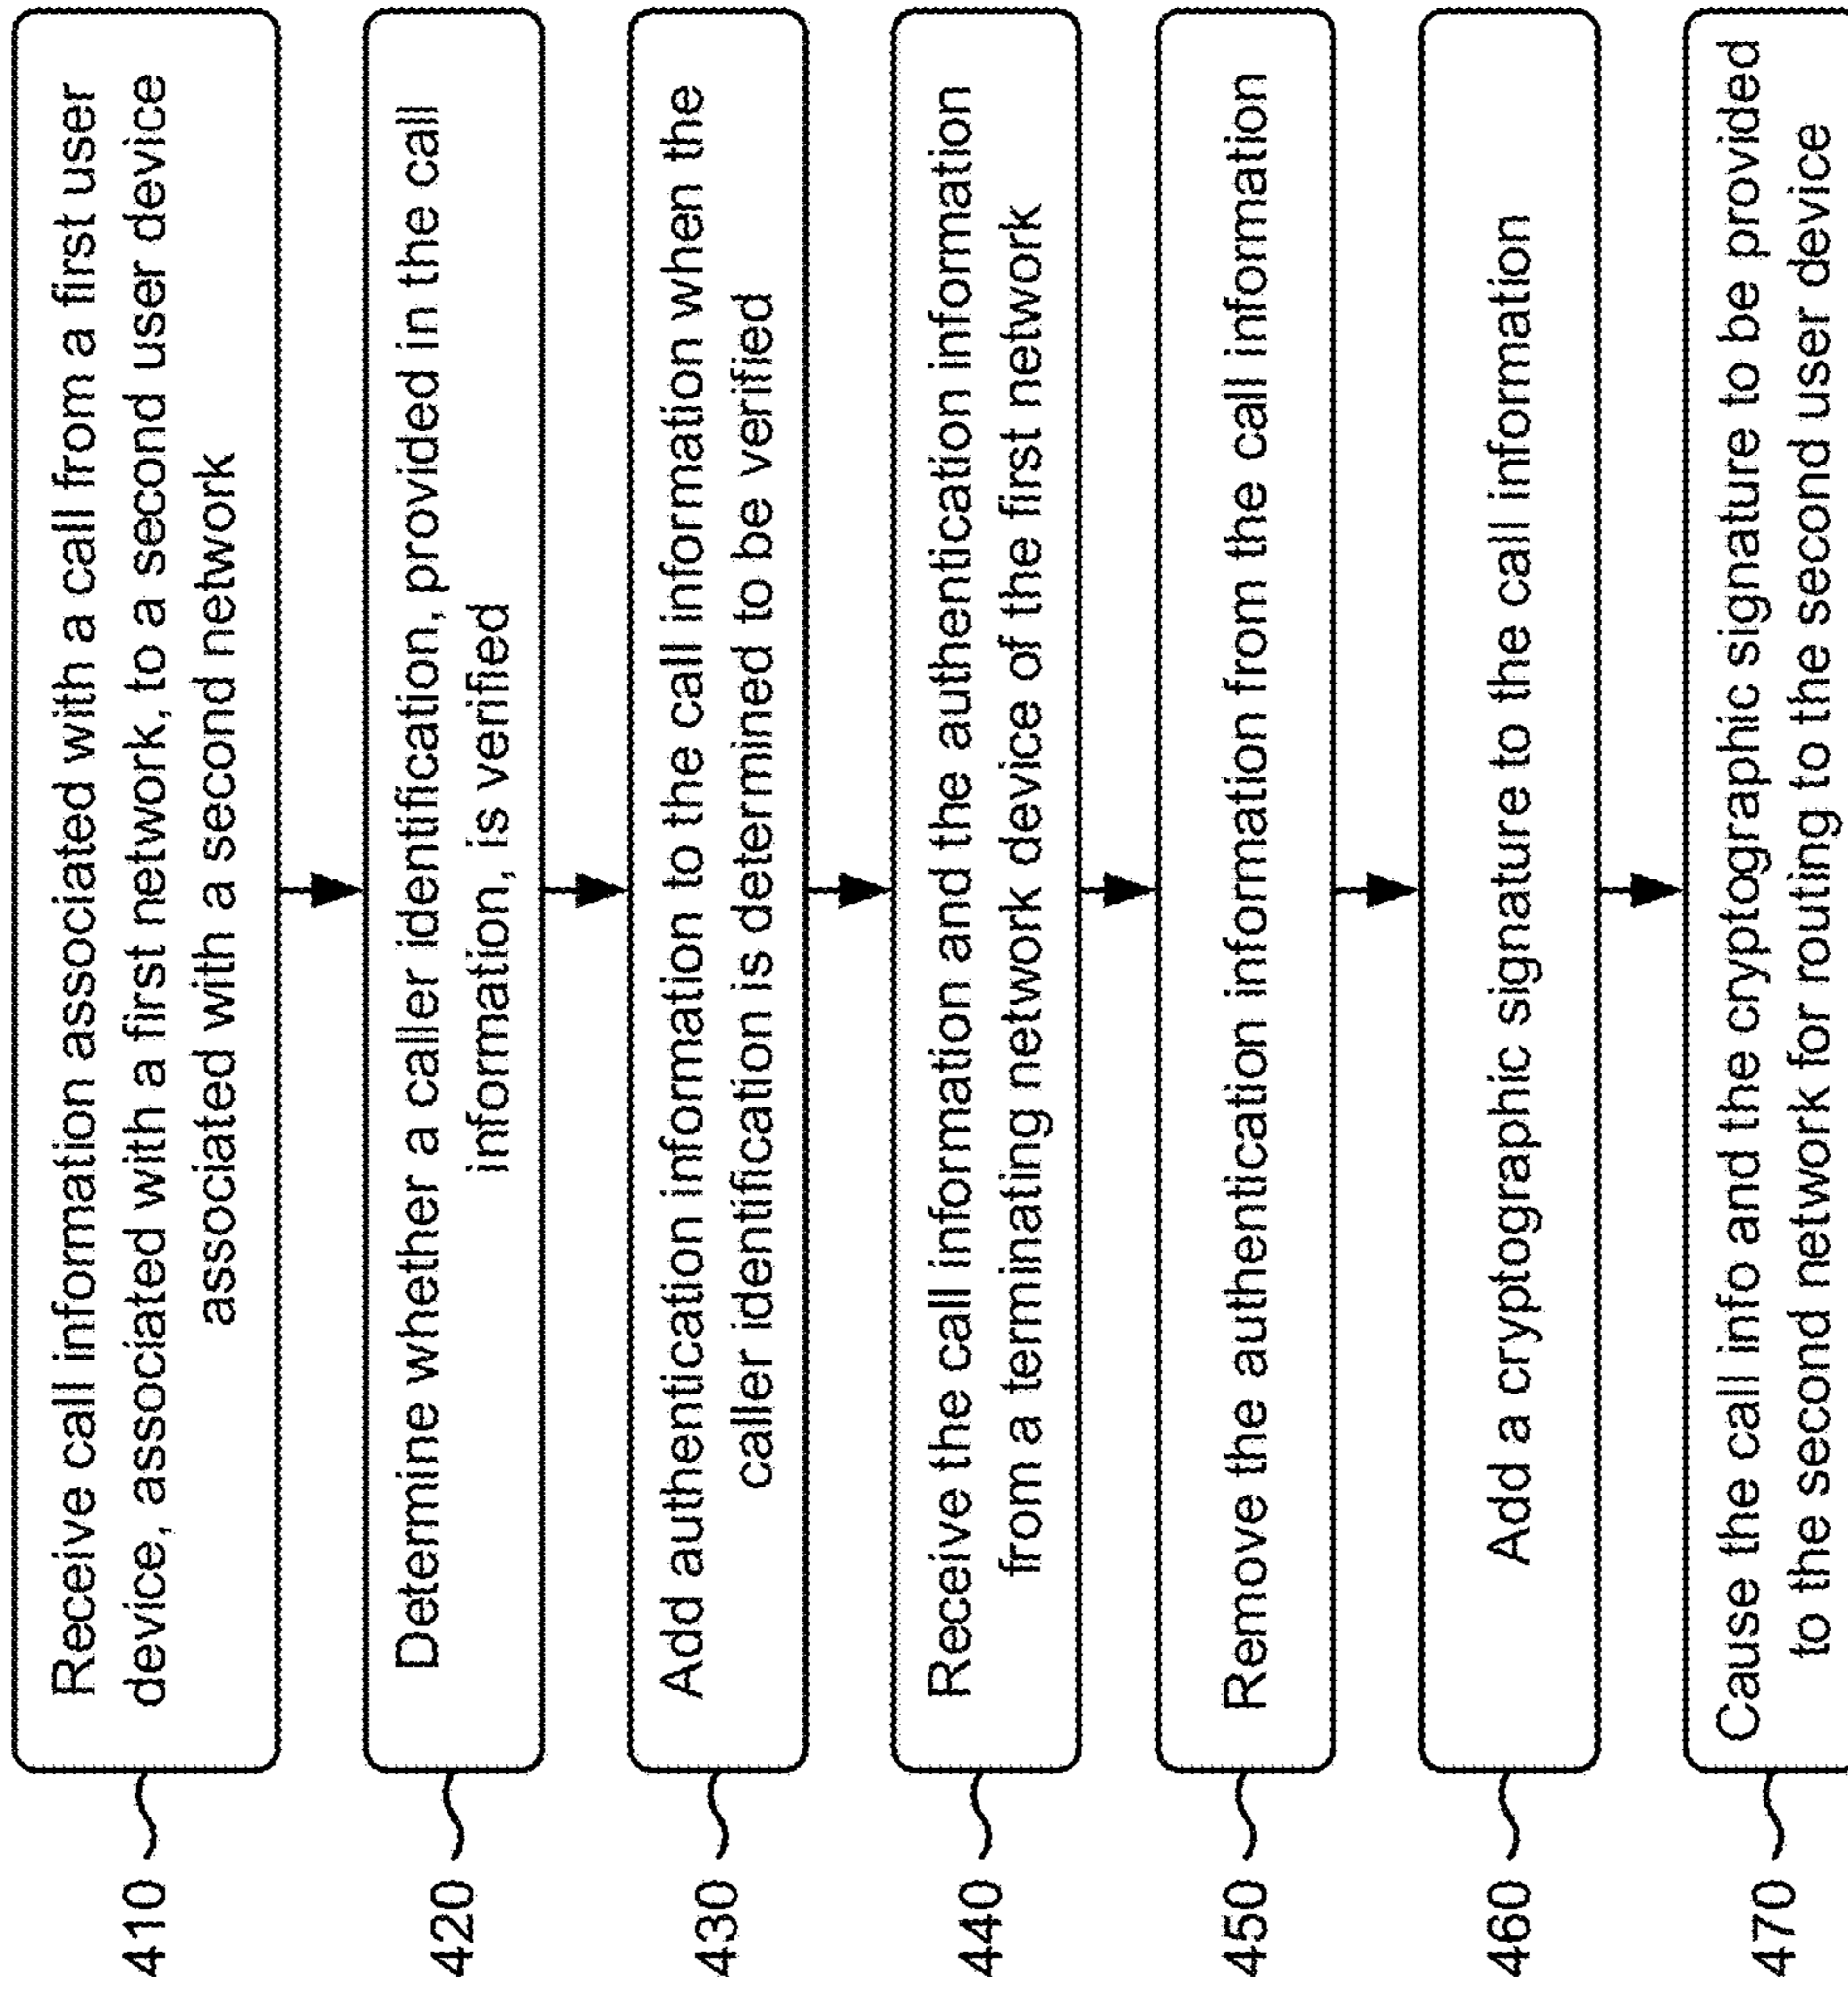 410
Receive call information associated with a call from a first user
device, associated with a first network, to a second user device
associated with a second network
420
Determine whether a caller identification, provided in the call
information, is verified
430
Add authentication information to the call information when the
caller identification is determined to be verified
440
Receive the call information and the authentication information
from a terminating network device of the first network
450
Remove the authentication information from the call information
460
Add a cryptographic signature to the call information
470
Cause the call info and the cryptographic signature to be provided
to the second network for routing to the second user device